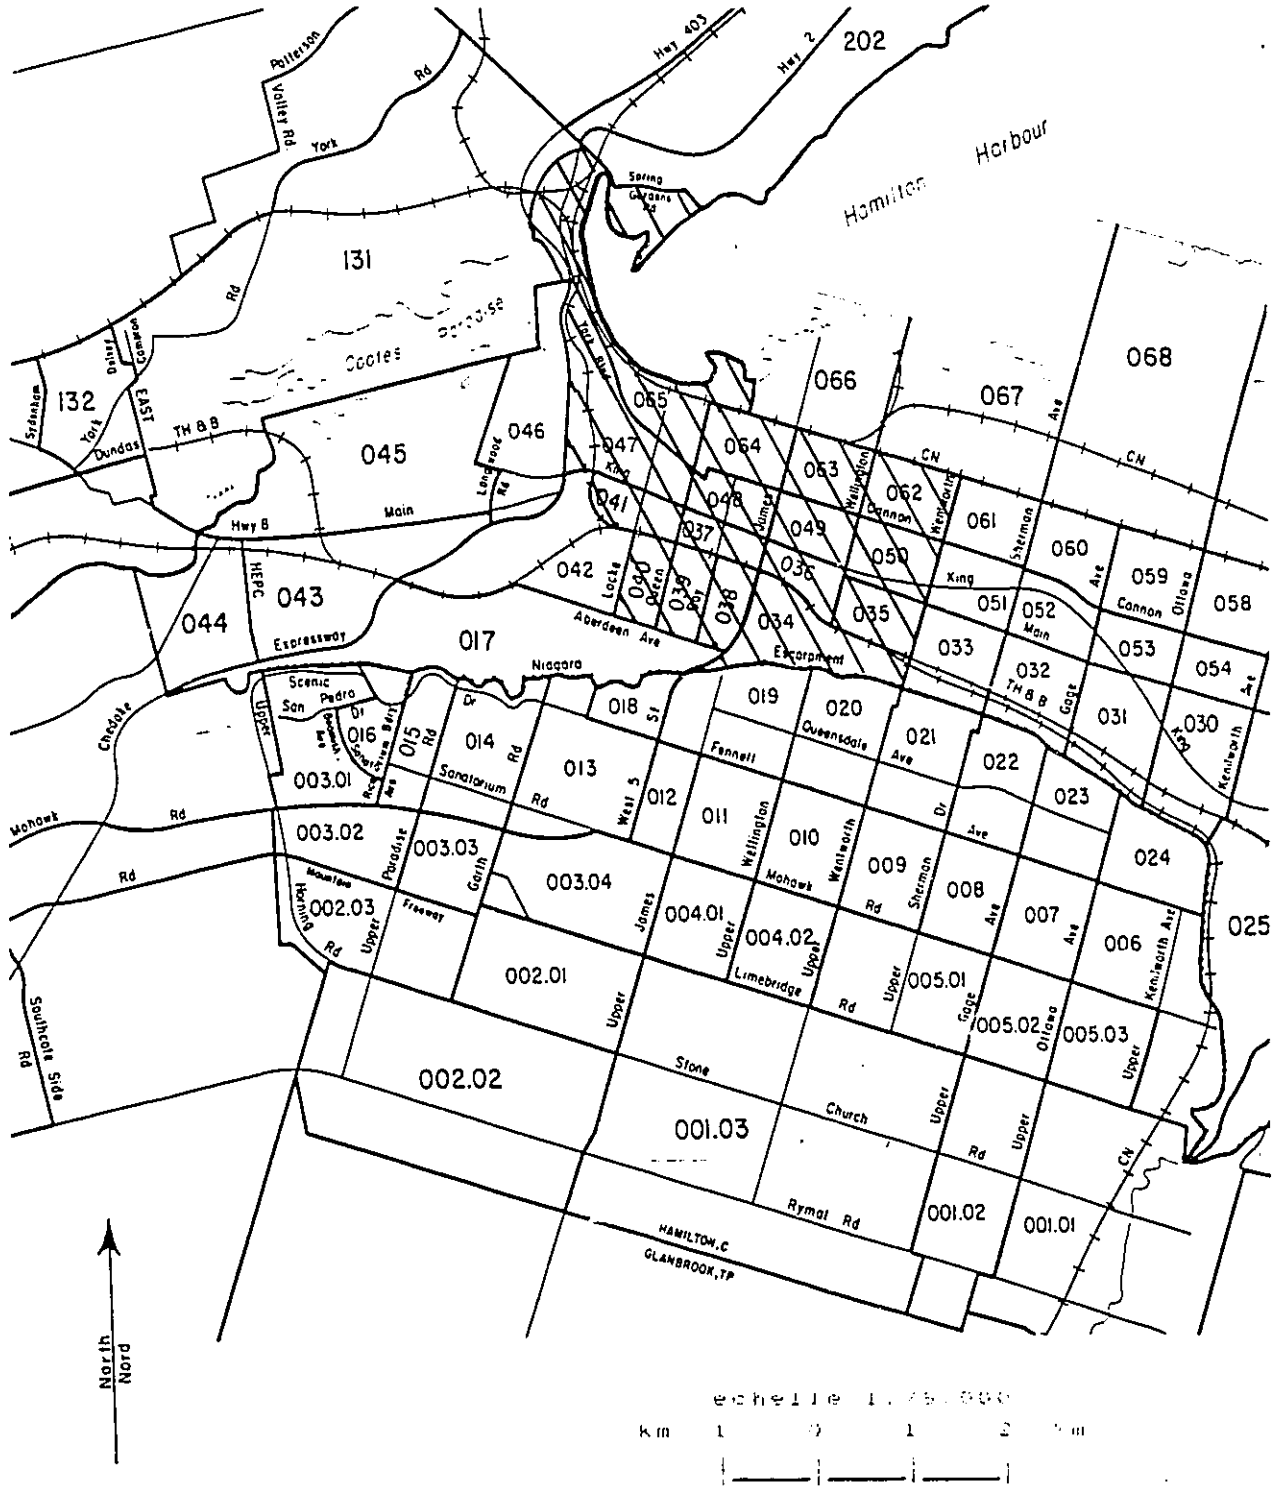 Patterson
Hwy 403
Hwy 2
202
Rd
Valley Rd.
York
Harbour
Hamilton
Spring
Gardens
Rd
131
Rd
Cootes Paradise
068
York Blvd
066
067
Ave
Delsey
Common
EAST
132
Sydenham
York
Dundas
TH & B
065
046
045
047
064
063
CN
CN
Longwood
Rd
King
041
048
Wellington
062
Cannon
Wentworth
061
Sherman
060
Hwy 8
Main
James
037
049
050
Ave
059
Ottawa
058
King
036
042
Locke
040
Queen
039
Bay
038
HEPC
043
044
051
052
Cannon
Main
053
035
034
033
Aberdeen Ave
Expressway
017
Escarpment
Niagara
032
TH & B
Gage
054
Ave
031
030
King
Kenilworth
Scenic
San Pedro
Dr
Dr
018
St
019
020
Queensdale
Ave
021
Upper
016
015
Rd
014
Rd
013
Fennell
022
Chedoke
003.01
Rice
Ave
Sanatorium
Rd
West 5
012
011
Wellington
010
Wentworth
Dr
Ave
023
025
Mohawk
Rd
003.02
Paradise
003.03
Garth
003.04
009
Sherman
008
024
Rd
Mountain
Freeway
Mohawk
Rd
Horning
Rd
002.03
Upper
James
004.01
Upper
004.02
Upper
Ave
007
Ave
006
Kenilworth Ave
025
002.01
Limebridge
Rd
Upper
005.01
Gage
005.02
Ottawa
005.03
Upper
Southcote Side
Rd
Upper
002.02
Stone
Church
Rd
Upper
Upper
001.03
CN
Rymal Rd
001.02
001.01
HAMILTON,C
GLANBROOK,TP
North
Nord
echelle
km 1 0 1 2 km